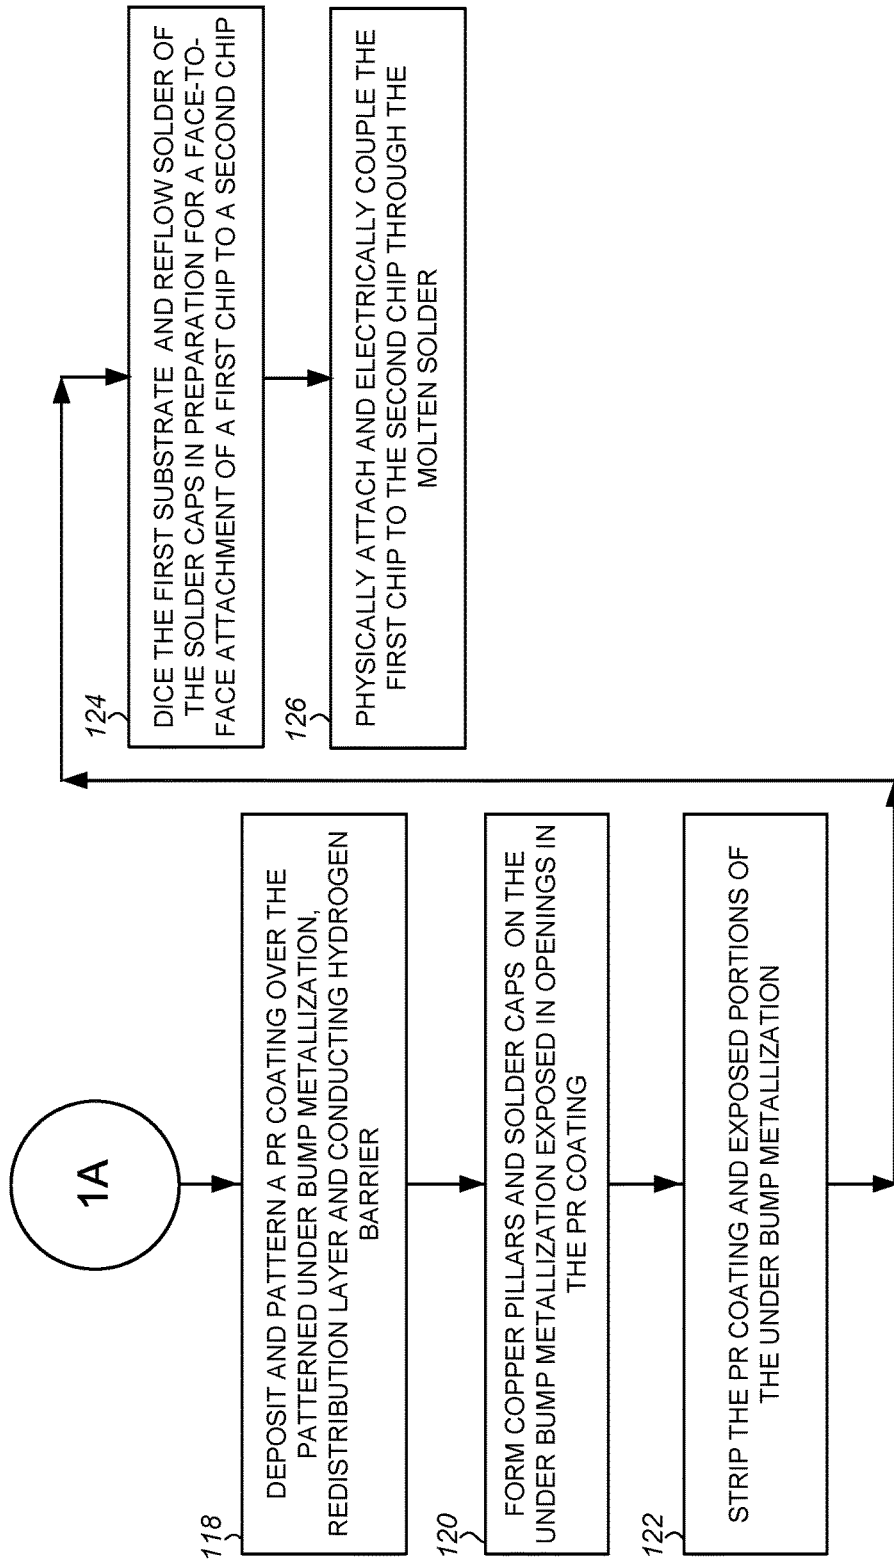 1A
118
DEPOSIT AND PATTERN A PR COATING OVER THE
PATTERNED UNDER BUMP METALLIZATION,
REDISTRIBUTION LAYER AND CONDUCTING HYDROGEN
BARRIER
120
FORM COPPER PILLARS AND SOLDER CAPS ON THE
UNDER BUMP METALLIZATION EXPOSED IN OPENINGS IN
THE PR COATING
122
STRIP THE PR COATING AND EXPOSED PORTIONS OF
THE UNDER BUMP METALLIZATION
124
DICE THE FIRST SUBSTRATE AND REFLOW SOLDER OF
THE SOLDER CAPS IN PREPARATION FOR A FACE-TO-
FACE ATTACHMENT OF A FIRST CHIP TO A SECOND CHIP
126
PHYSICALLY ATTACH AND ELECTRICALLY COUPLE THE
FIRST CHIP TO THE SECOND CHIP THROUGH THE
MOLTEN SOLDER